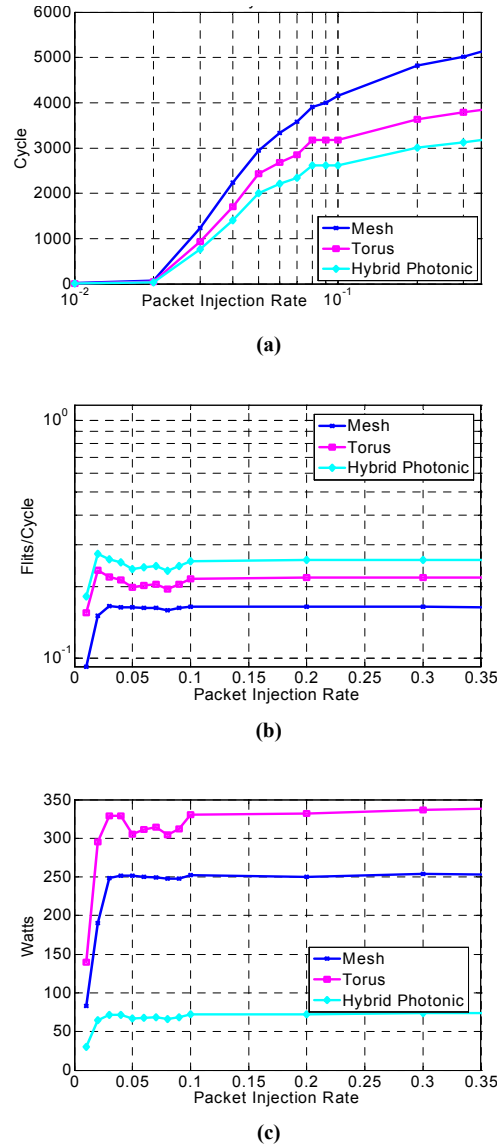 6000
5000
4000
3000
2000
1000
0
Cycle
10^-2
Packet Injection Rate
10^-1
Mesh
Torus
Hybrid Photonic
(a)
10^0
10^-1
Flits/Cycle
Mesh
Torus
Hybrid Photonic
0 0.05 0.1 0.15 0.2 0.25 0.3 0.35
Packet Injection Rate
(b)
350
300
250
200
150
100
50
0
Watts
Mesh
Torus
Hybrid Photonic
0 0.05 0.1 0.15 0.2 0.25 0.3 0.35
Packet Injection Rate
(c)